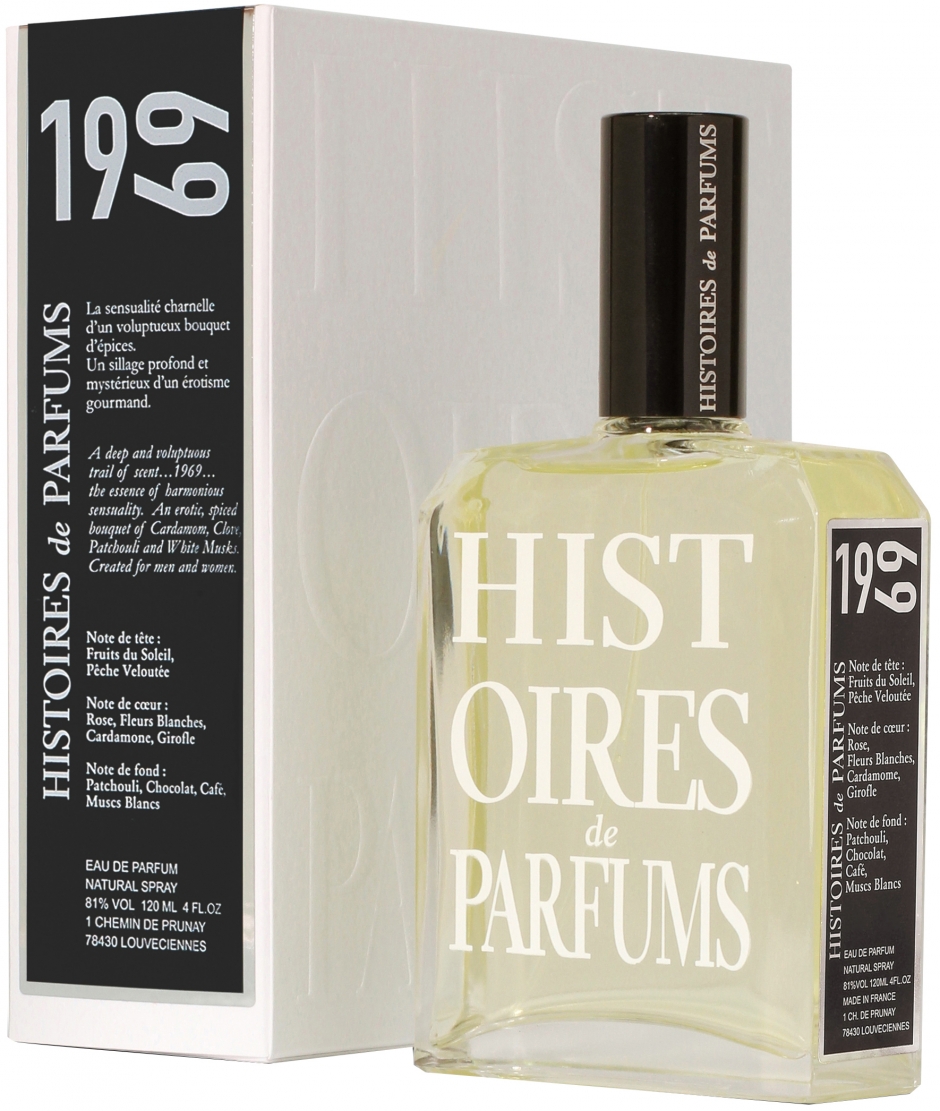 1969
HISTOIRES de PARFUMS
La sensualité charnelle
d'un voluptueux bouquet
d'épices.
Un sillage profond et
mystérieux d'un érotisme
gourmand.
A deep and voluptuous
trail of scent...1969...
the essence of harmonious
sensuality. An erotic, spiced
bouquet of Cardamom, Clove,
Patchouli and White Musks.
Created for men and women.
Note de tête :
Fruits du Soleil,
Pêche Veloutée
Note de cœur :
Rose, Fleurs Blanches,
Cardamone, Girofle
Note de fond :
Patchouli, Chocolat, Café,
Muscs Blancs
EAU DE PARFUM
NATURAL SPRAY
81% VOL 120 ML 4 FL.OZ
1 CHEMIN DE PRUNAY
78430 LOUVECIENNES
HIST
OIRES
PA
HISTOIRES de PARFUMS
HIST
OIRES
de
PARFUMS
1969
HISTOIRES de PARFUMS
Note de tête :
Fruits du Soleil,
Pêche Veloutée
Note de cœur :
Rose,
Fleurs Blanches,
Cardamome,
Girofle
Note de fond :
Patchouli,
Chocolat,
Café,
Muscs Blancs
EAU DE PARFUM
NATURAL SPRAY
81%VOL 120ML 4FL.OZ
MADE IN FRANCE
1 CH. DE PRUNAY
78430 LOUVECIENNES